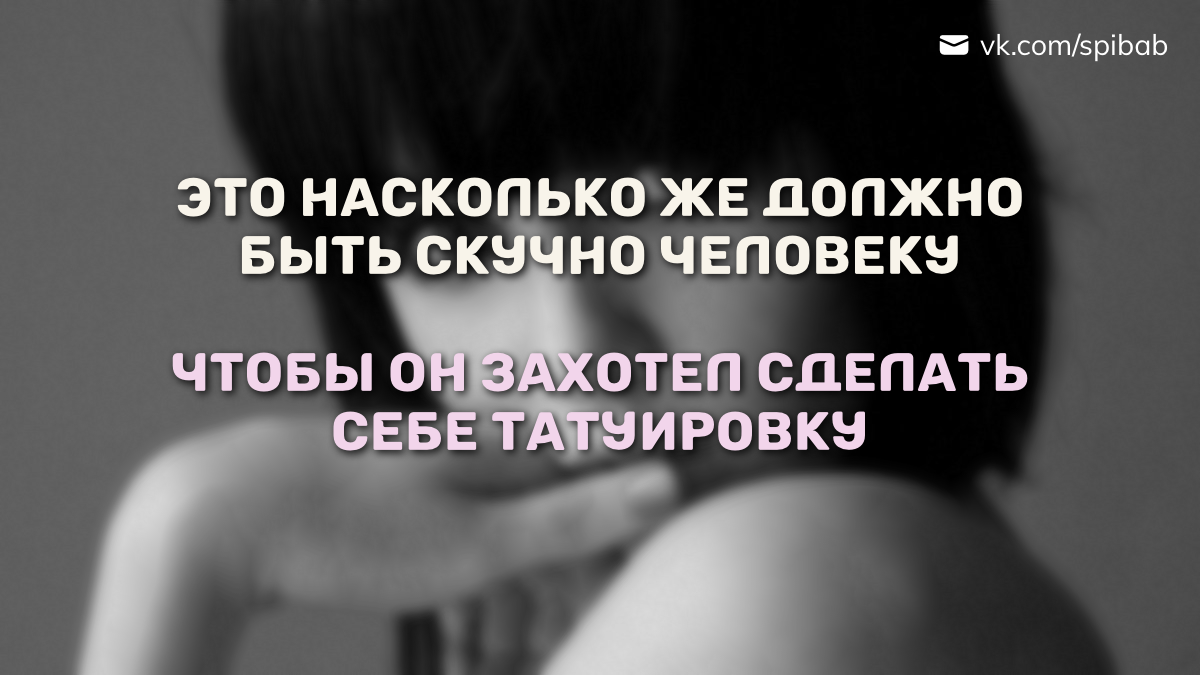 vk.com/spibab
ЭТО НАСКОЛЬКО ЖЕ ДОЛЖНО
БЫТЬ СКУЧНО ЧЕЛОВЕКУ
ЧТОБЫ ОН ЗАХОТЕЛ СДЕЛАТЬ
СЕБЕ ТАТУИРОВКУ